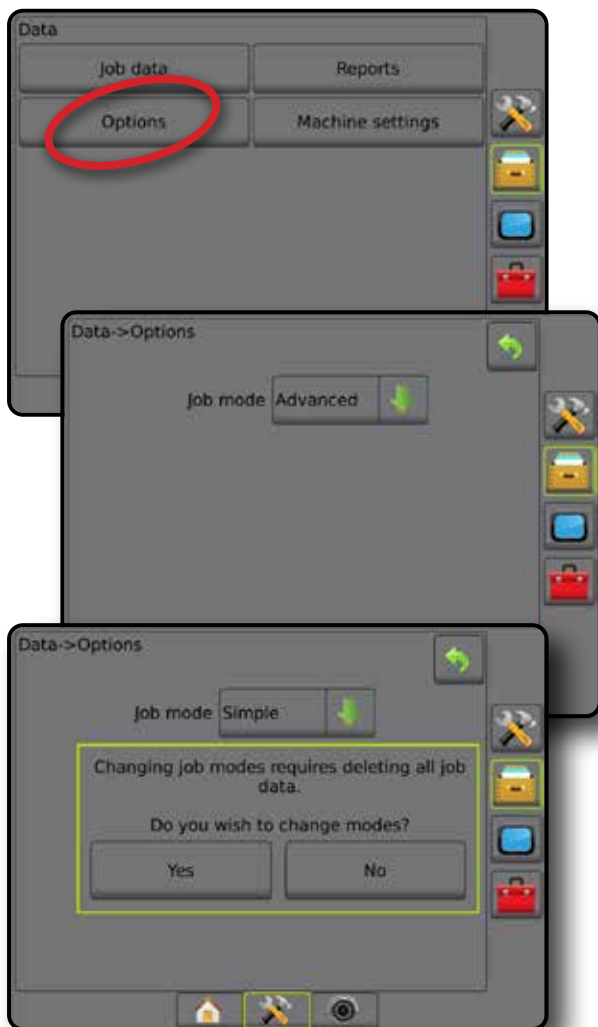 Data
Job data Reports
Options Machine settings
Data->Options
Job mode Advanced
Data->Options
Job mode Simple
Changing job modes requires deleting all job
data.
Do you wish to change modes?
Yes No